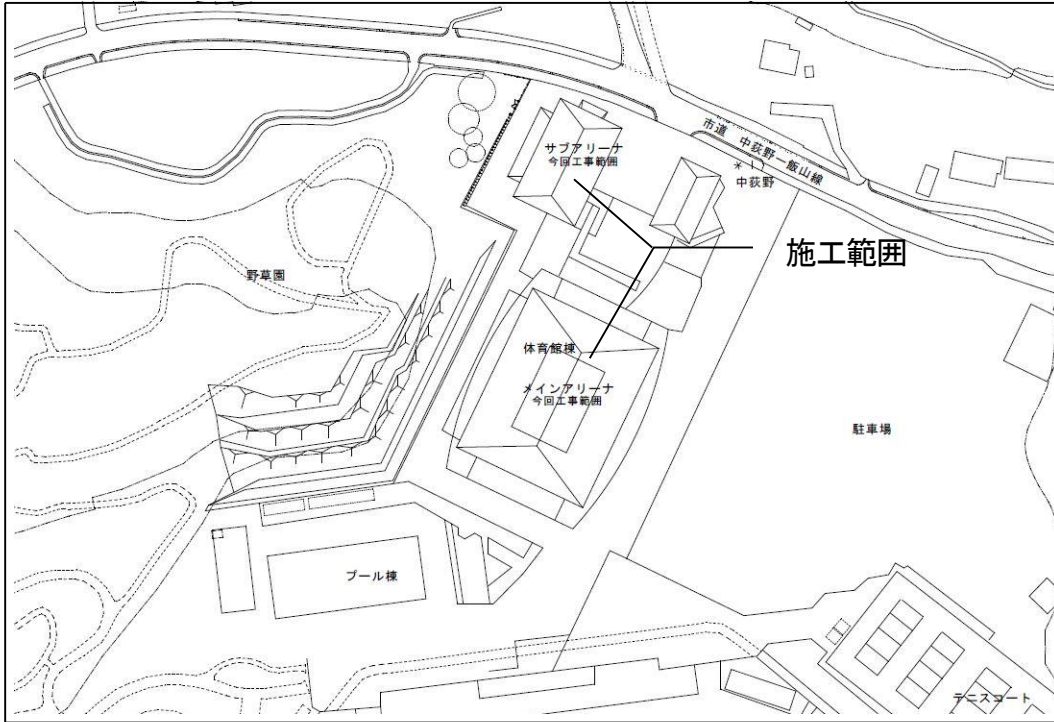 市道 中荻野ー飯山線
サブアリーナ
今回工事範囲
中荻野
施工範囲
野草園
体育館棟
メインアリーナ
今回工事範囲
駐車場
プール棟
テニスコート